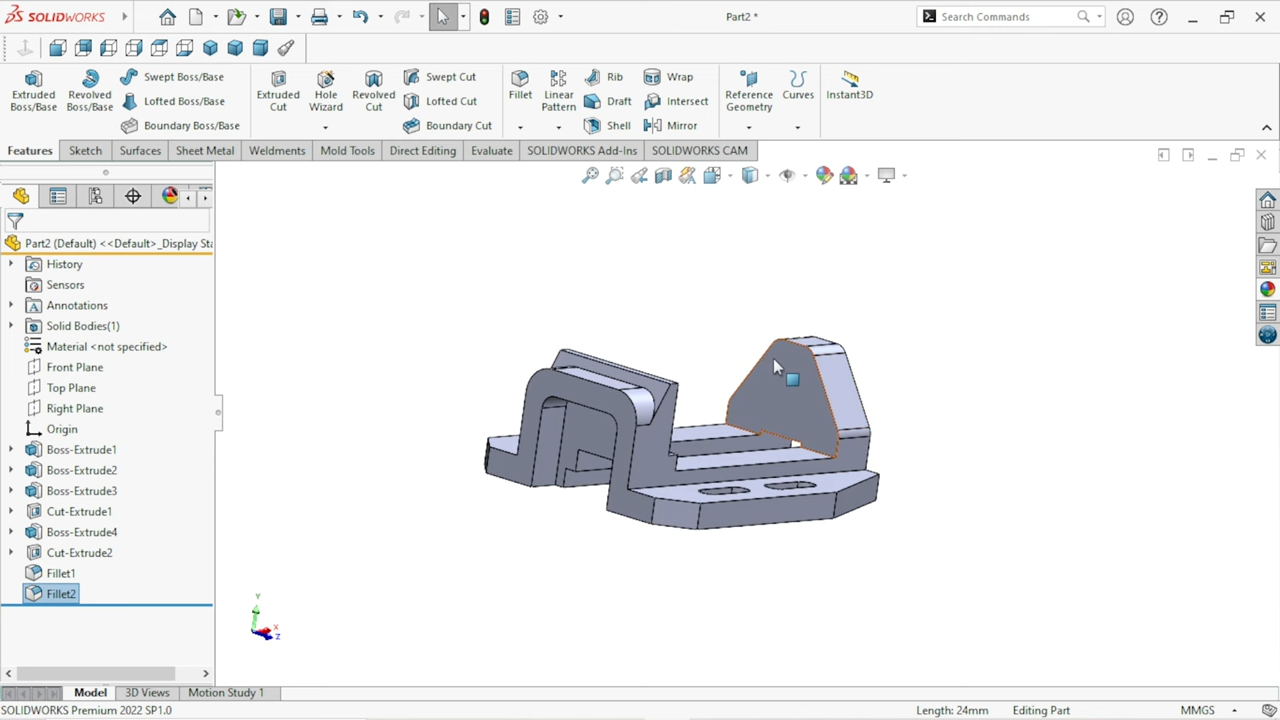 SOLIDWORKS
Part2 *
Search Commands
Extruded Boss/Base
Revolved Boss/Base
Swept Boss/Base
Lofted Boss/Base
Boundary Boss/Base
Extruded Cut
Hole Wizard
Revolved Cut
Swept Cut
Lofted Cut
Boundary Cut
Fillet
Linear Pattern
Rib
Draft
Shell
Wrap
Intersect
Mirror
Reference Geometry
Curves
Instant3D
Features Sketch Surfaces Sheet Metal Weldments Mold Tools Direct Editing Evaluate SOLIDWORKS Add-Ins SOLIDWORKS CAM
Part2 (Default) <<Default>_Display Sta
History
Sensors
Annotations
Solid Bodies(1)
Material <not specified>
Front Plane
Top Plane
Right Plane
Origin
Boss-Extrude1
Boss-Extrude2
Boss-Extrude3
Cut-Extrude1
Boss-Extrude4
Cut-Extrude2
Fillet1
Fillet2
Y
X
Z
Model 3D Views Motion Study 1
SOLIDWORKS Premium 2022 SP1.0 Length: 24mm Editing Part MMGS